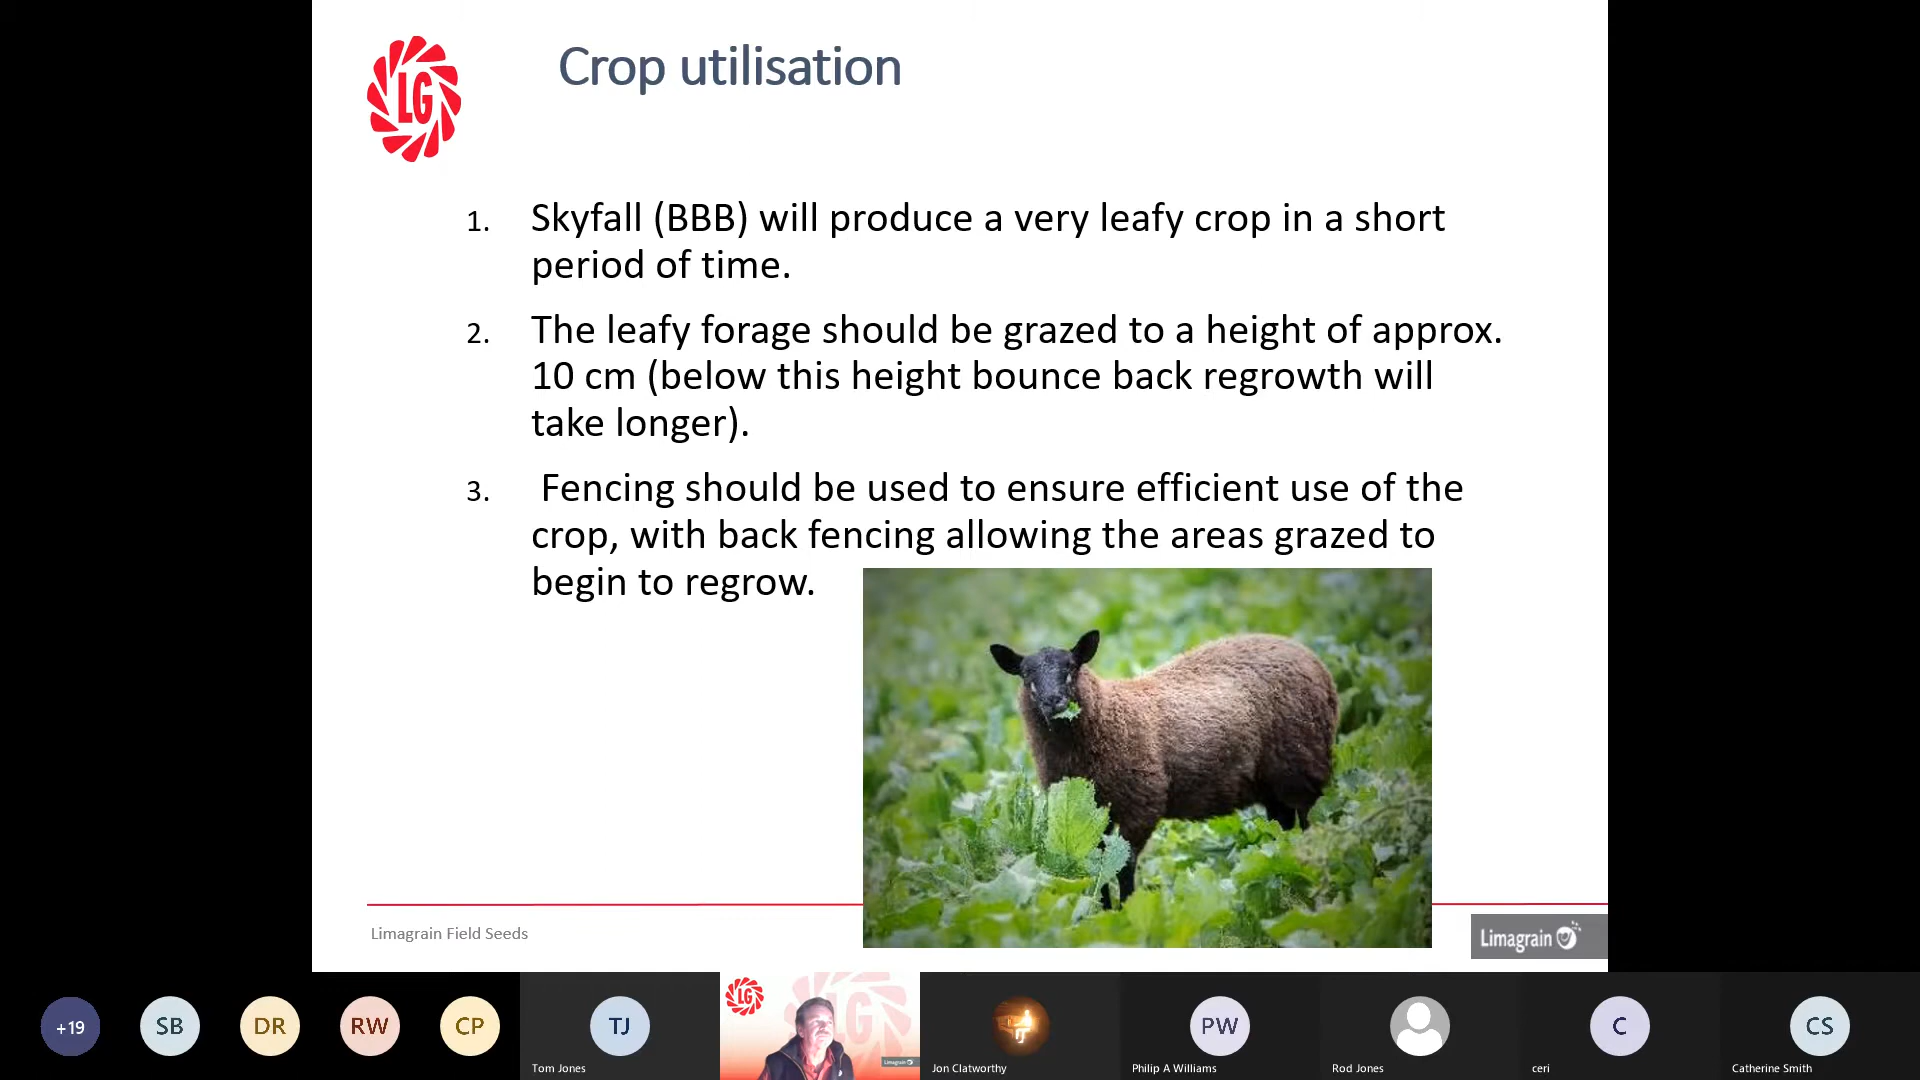 LG
Crop utilisation
1. Skyfall (BBB) will produce a very leafy crop in a short
period of time.
2. The leafy forage should be grazed to a height of approx.
10 cm (below this height bounce back regrowth will
take longer).
3. Fencing should be used to ensure efficient use of the
crop, with back fencing allowing the areas grazed to
begin to regrow.
Limagrain Field Seeds
Limagrain
+19
SB
DR
RW
CP
TJ
Tom Jones
LG
LG
Limagrain
Jon Clatworthy
PW
Philip A Williams
Rod Jones
C
ceri
CS
Catherine Smith